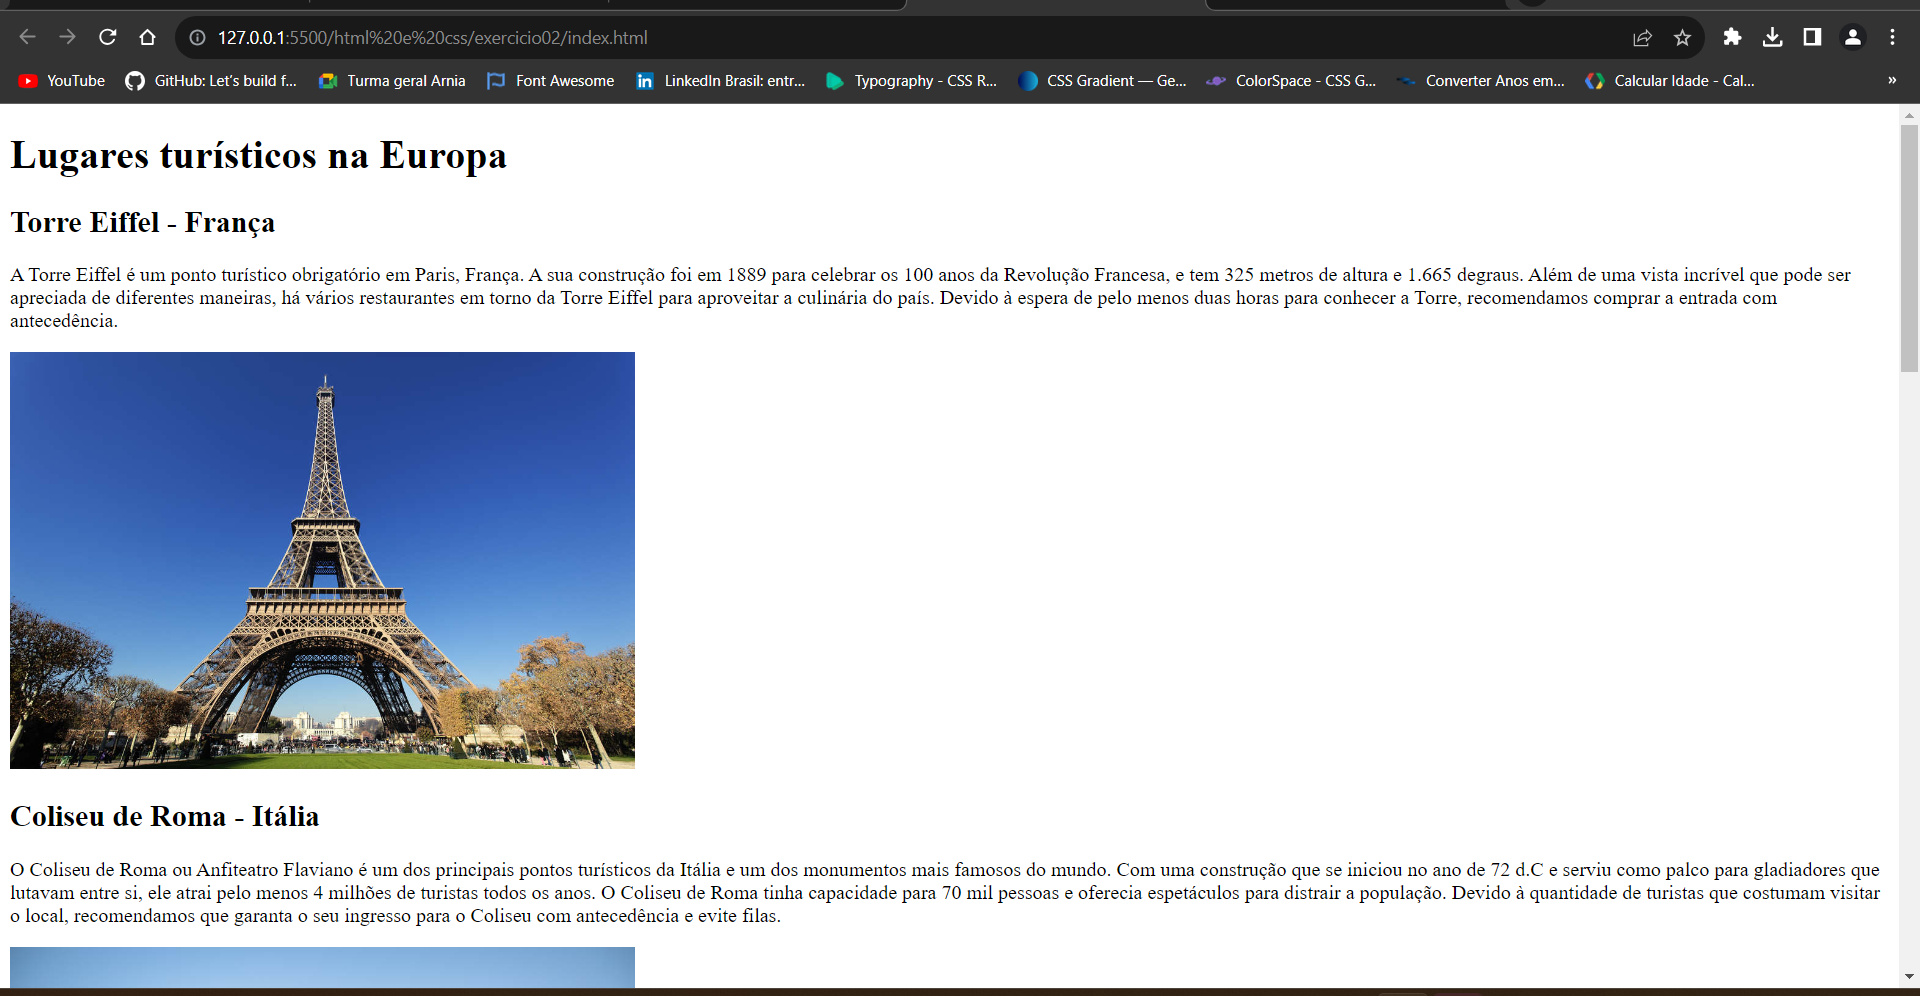 127.0.0.1:5500/html%20e%20css/exercicio02/index.html
YouTube GitHub: Let's build f... Turma geral Arnia Font Awesome LinkedIn Brasil: entr... Typography - CSS R... CSS Gradient — Ge... ColorSpace - CSS G... Converter Anos em... Calcular Idade - Cal... »
Lugares turísticos na Europa
Torre Eiffel - França
A Torre Eiffel é um ponto turístico obrigatório em Paris, França. A sua construção foi em 1889 para celebrar os 100 anos da Revolução Francesa, e tem 325 metros de altura e 1.665 degraus. Além de uma vista incrível que pode ser
apreciada de diferentes maneiras, há vários restaurantes em torno da Torre Eiffel para aproveitar a culinária do país. Devido à espera de pelo menos duas horas para conhecer a Torre, recomendamos comprar a entrada com
antecedência.
Coliseu de Roma - Itália
O Coliseu de Roma ou Anfiteatro Flaviano é um dos principais pontos turísticos da Itália e um dos monumentos mais famosos do mundo. Com uma construção que se iniciou no ano de 72 d.C e serviu como palco para gladiadores que
lutavam entre si, ele atrai pelo menos 4 milhões de turistas todos os anos. O Coliseu de Roma tinha capacidade para 70 mil pessoas e oferecia espetáculos para distrair a população. Devido à quantidade de turistas que costumam visitar
o local, recomendamos que garanta o seu ingresso para o Coliseu com antecedência e evite filas.